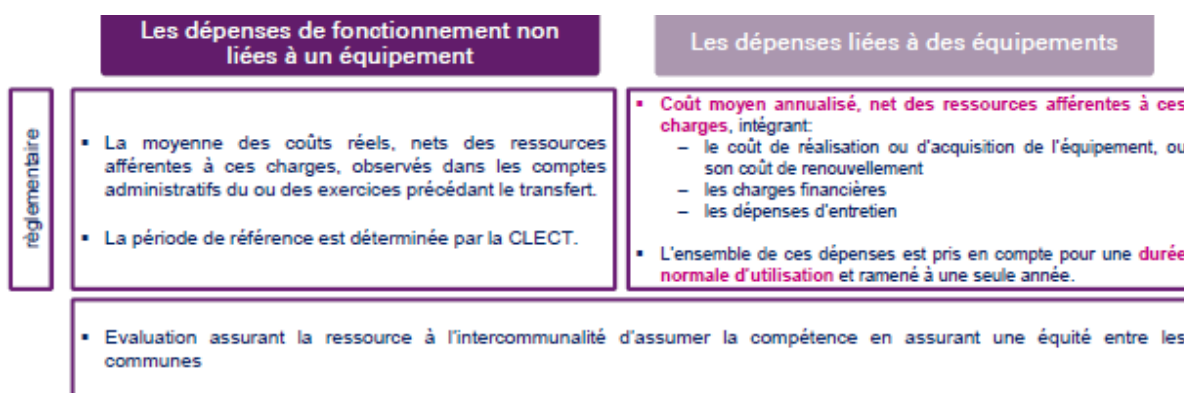 Les dépenses de fonctionnement non
liées à un équipement
Les dépenses liées à des équipements
règlementaire
▪ La moyenne des coûts réels, nets des ressources
afférentes à ces charges, observés dans les comptes
administratifs du ou des exercices précédant le transfert.
▪ La période de référence est déterminée par la CLECT.
▪ Coût moyen annualisé, net des ressources afférentes à ces
charges, intégrant:
– le coût de réalisation ou d'acquisition de l'équipement, ou
son coût de renouvellement
– les charges financières
– les dépenses d'entretien
▪ L'ensemble de ces dépenses est pris en compte pour une durée
normale d'utilisation et ramené à une seule année.
▪ Evaluation assurant la ressource à l'intercommunalité d'assumer la compétence en assurant une équité entre les
communes